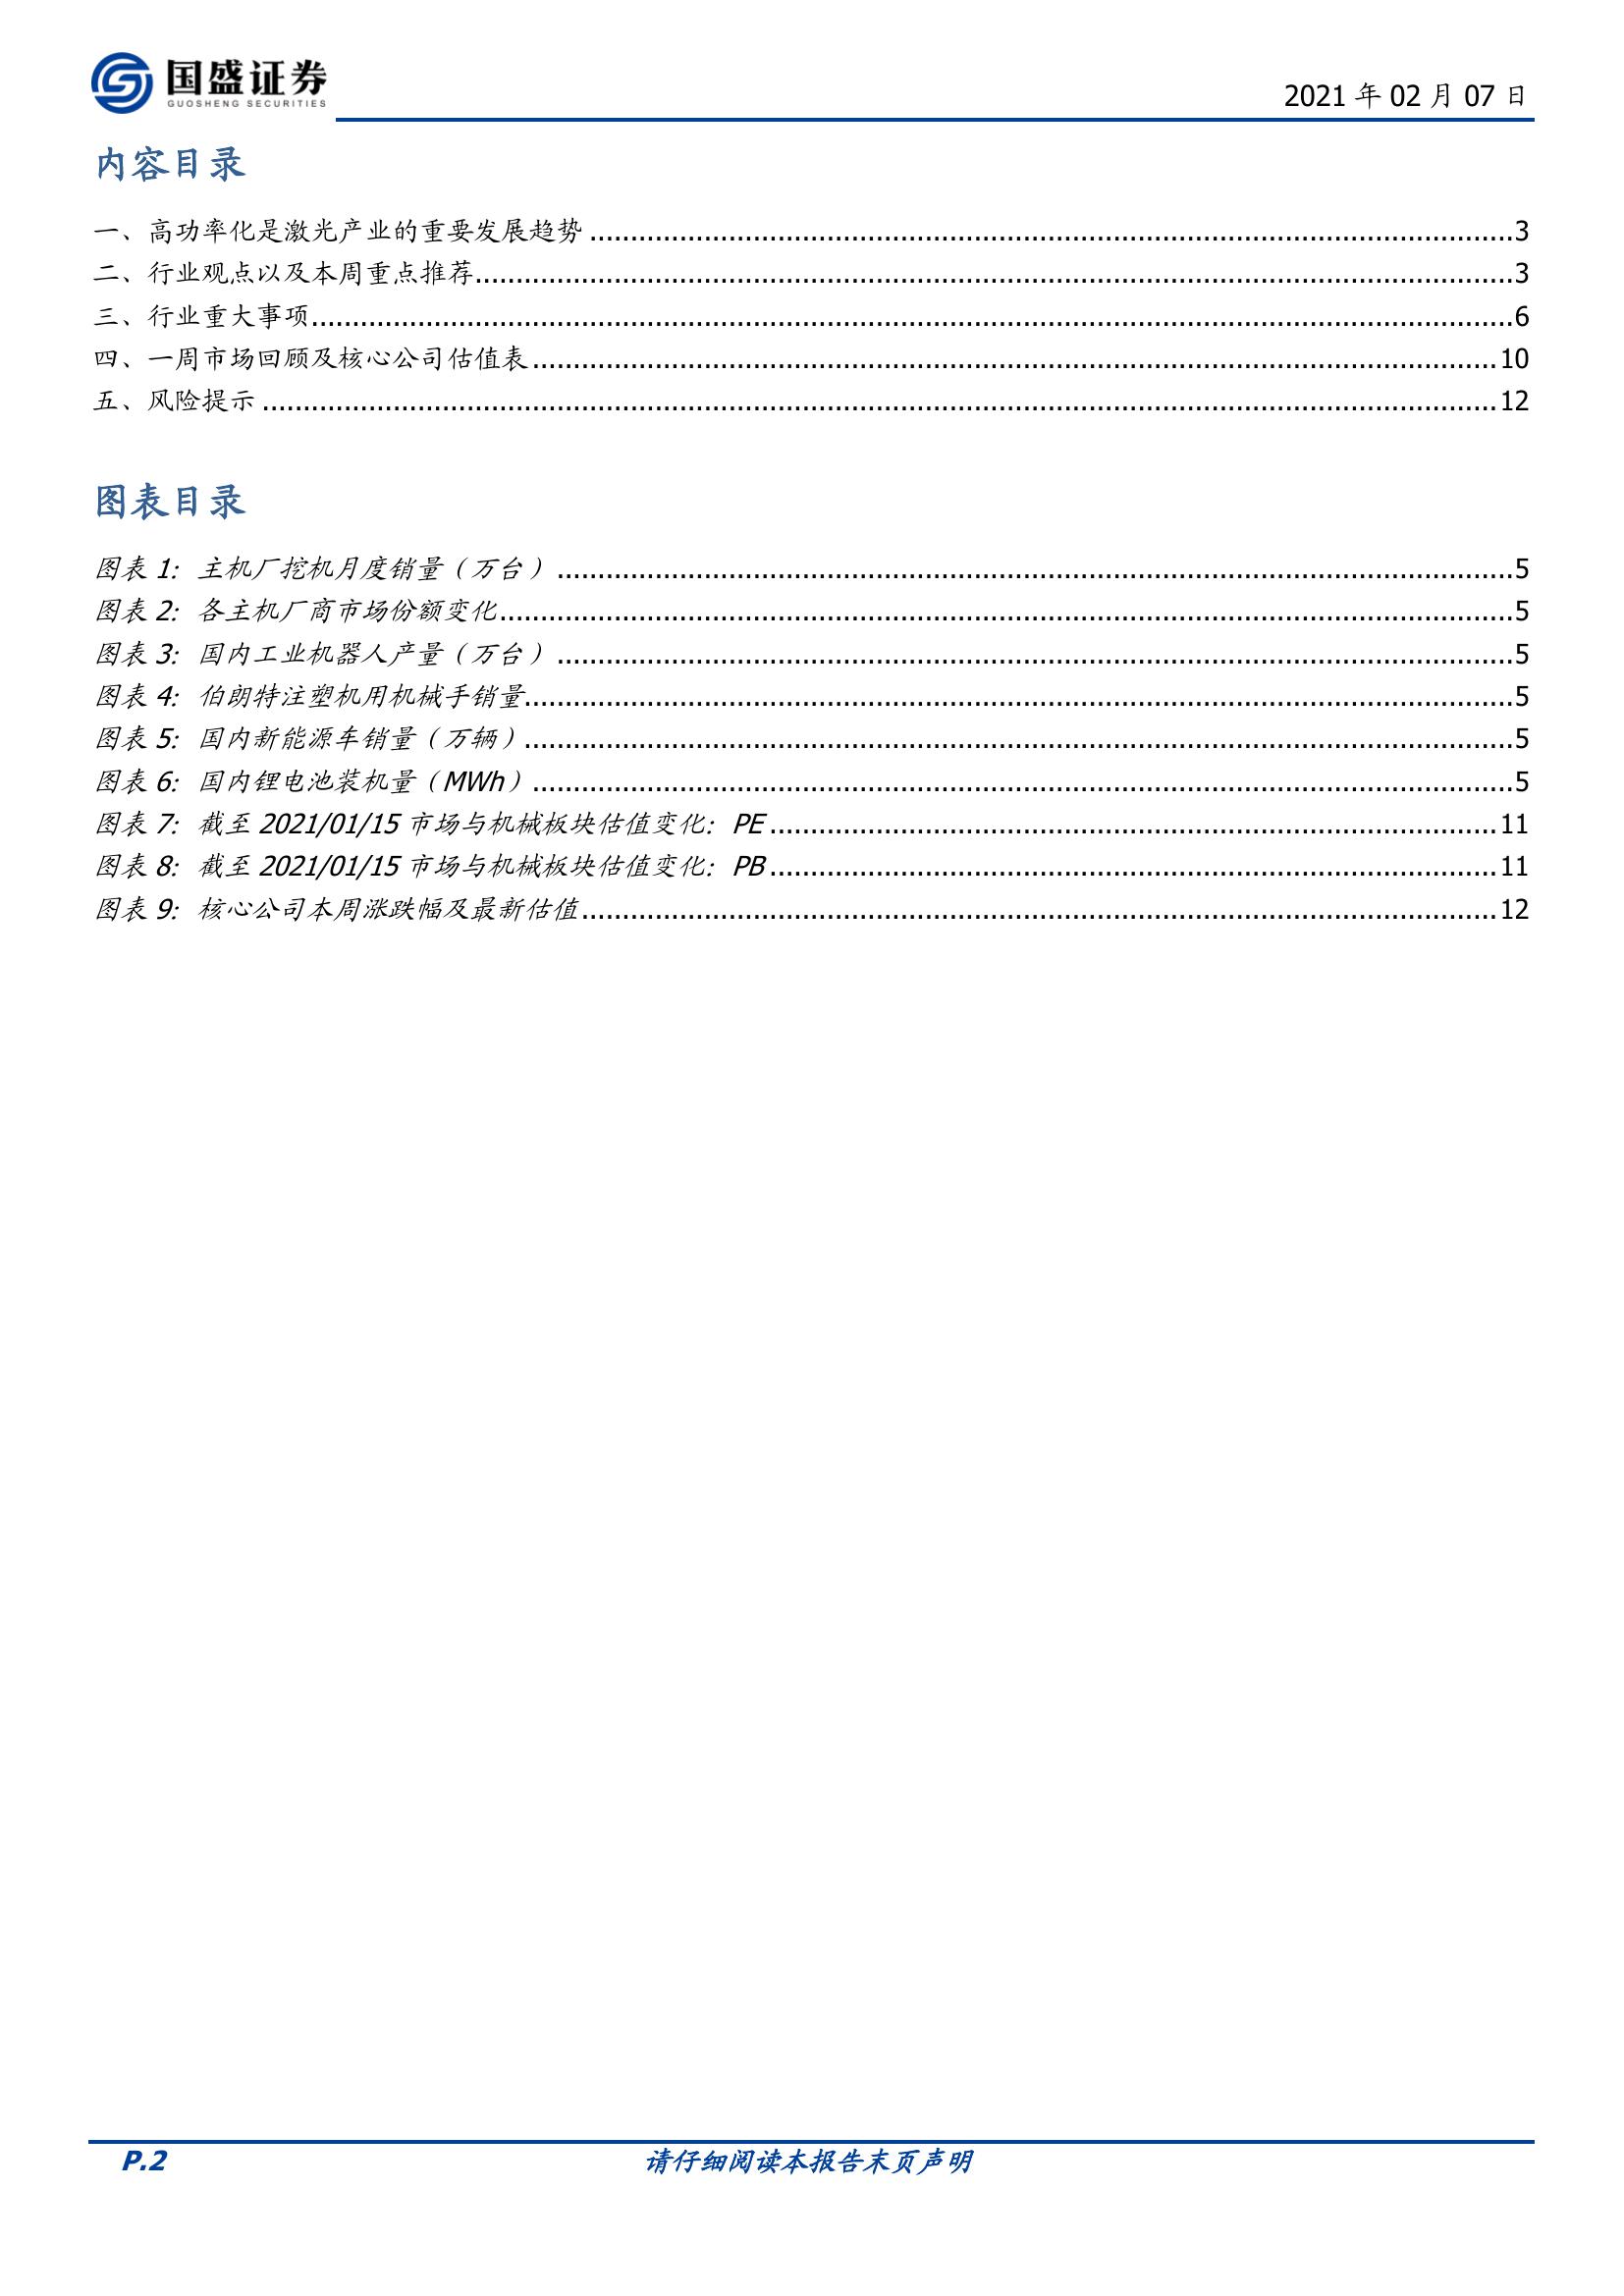 国盛证券
GUOSHENG SECURITIES
2021 年 02 月 07 日
内容目录
一、高功率化是激光产业的重要发展趋势 ........................................ 3
二、行业观点以及本周重点推荐 ........................................ 3
三、行业重大事项 ........................................ 6
四、一周市场回顾及核心公司估值表 ........................................ 10
五、风险提示 ........................................ 12
图表目录
图表 1：主机厂挖机月度销量（万台） ........................................ 5
图表 2：各主机厂商市场份额变化 ........................................ 5
图表 3：国内工业机器人产量（万台） ........................................ 5
图表 4：伯朗特注塑机用机械手销量 ........................................ 5
图表 5：国内新能源车销量（万辆） ........................................ 5
图表 6：国内锂电池装机量（MWh） ........................................ 5
图表 7：截至 2021/01/15 市场与机械板块估值变化：PE ........................................ 11
图表 8：截至 2021/01/15 市场与机械板块估值变化：PB ........................................ 11
图表 9：核心公司本周涨跌幅及最新估值 ........................................ 12
P.2 请仔细阅读本报告末页声明